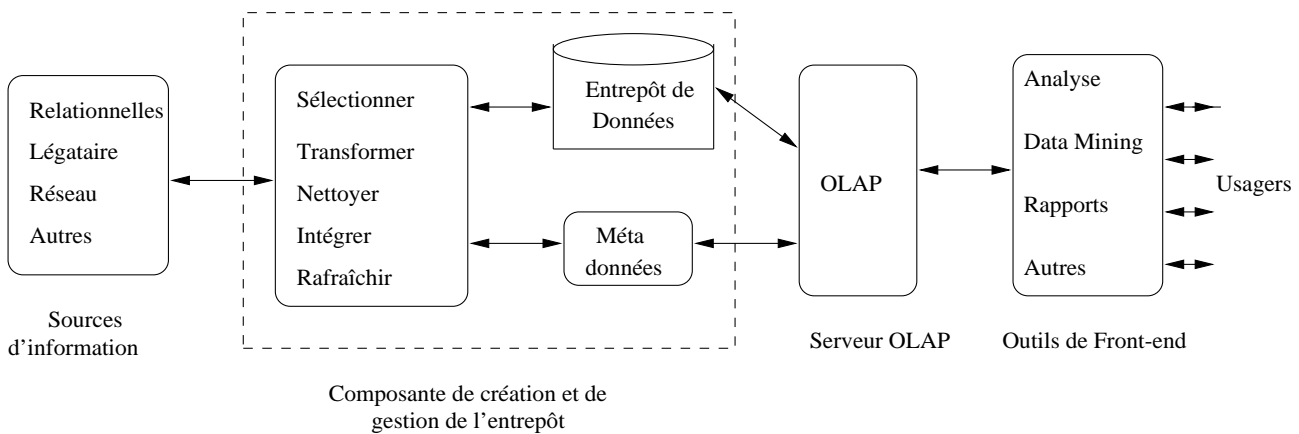 Relationnelles
Légataire
Réseau
Autres
Sources
d'information
Sélectionner
Transformer
Nettoyer
Intégrer
Rafraîchir
Entrepôt de
Données
Méta
données
Composante de création et de
gestion de l'entrepôt
OLAP
Serveur OLAP
Analyse
Data Mining
Rapports
Autres
Outils de Front-end
Usagers